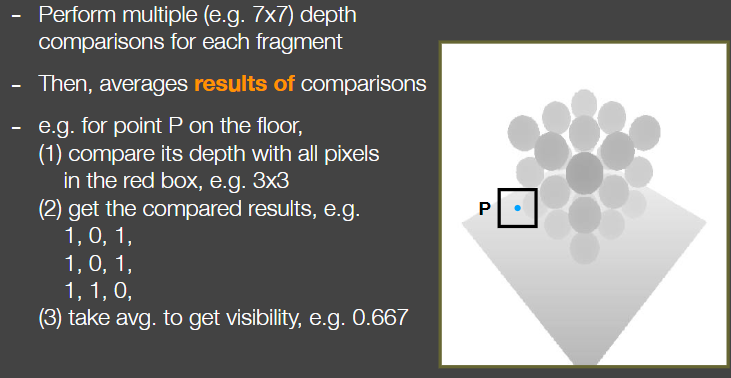 - Perform multiple (e.g. 7x7) depth
comparisons for each fragment
- Then, averages results of comparisons
- e.g. for point P on the floor,
(1) compare its depth with all pixels
in the red box, e.g. 3x3
(2) get the compared results, e.g.
1, 0, 1,
1, 0, 1,
1, 1, 0,
(3) take avg. to get visibility, e.g. 0.667
P